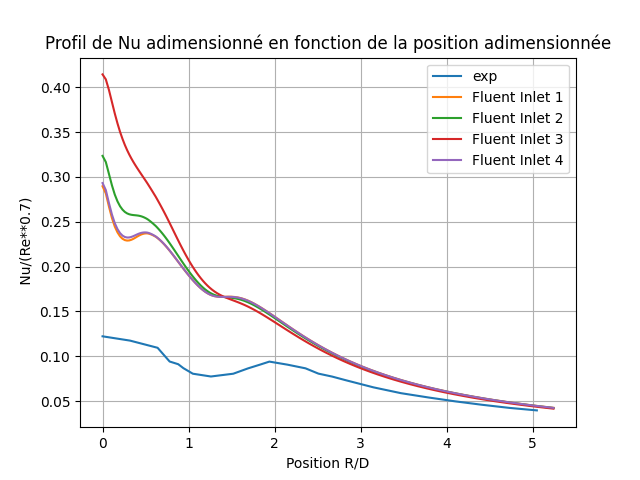 Profil de Nu adimensionné en fonction de la position adimensionnée
exp
Fluent Inlet 1
Fluent Inlet 2
Fluent Inlet 3
Fluent Inlet 4
Nu/(Re**0.7)
0.40
0.35
0.30
0.25
0.20
0.15
0.10
0.05
0 1 2 3 4 5
Position R/D